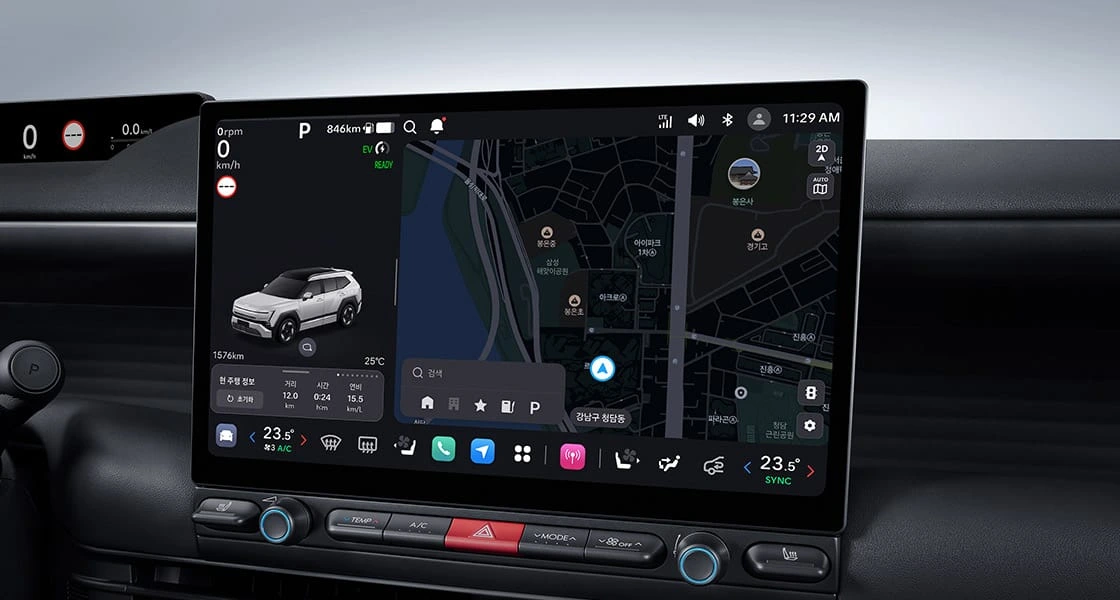 0
km/h
0.0 km/L
0rpm
P
846km
LTE
11:29 AM
0
km/h
EV
READY
2D
AUTO
봉은사
봉은중
아이파크
1차
경기고
삼성
해맞이공원
봉은초
아크로
진흥
진흥
1576km
25℃
현 주행 정보
초기화
거리
12.0
km
시간
0:24
h:m
연비
15.5
km/L
검색
P
강남구 청담동
파라곤
청담
근린공원
23.5°
3 A/C
23.5°
SYNC
P
TEMP
A/C
MODE
OFF